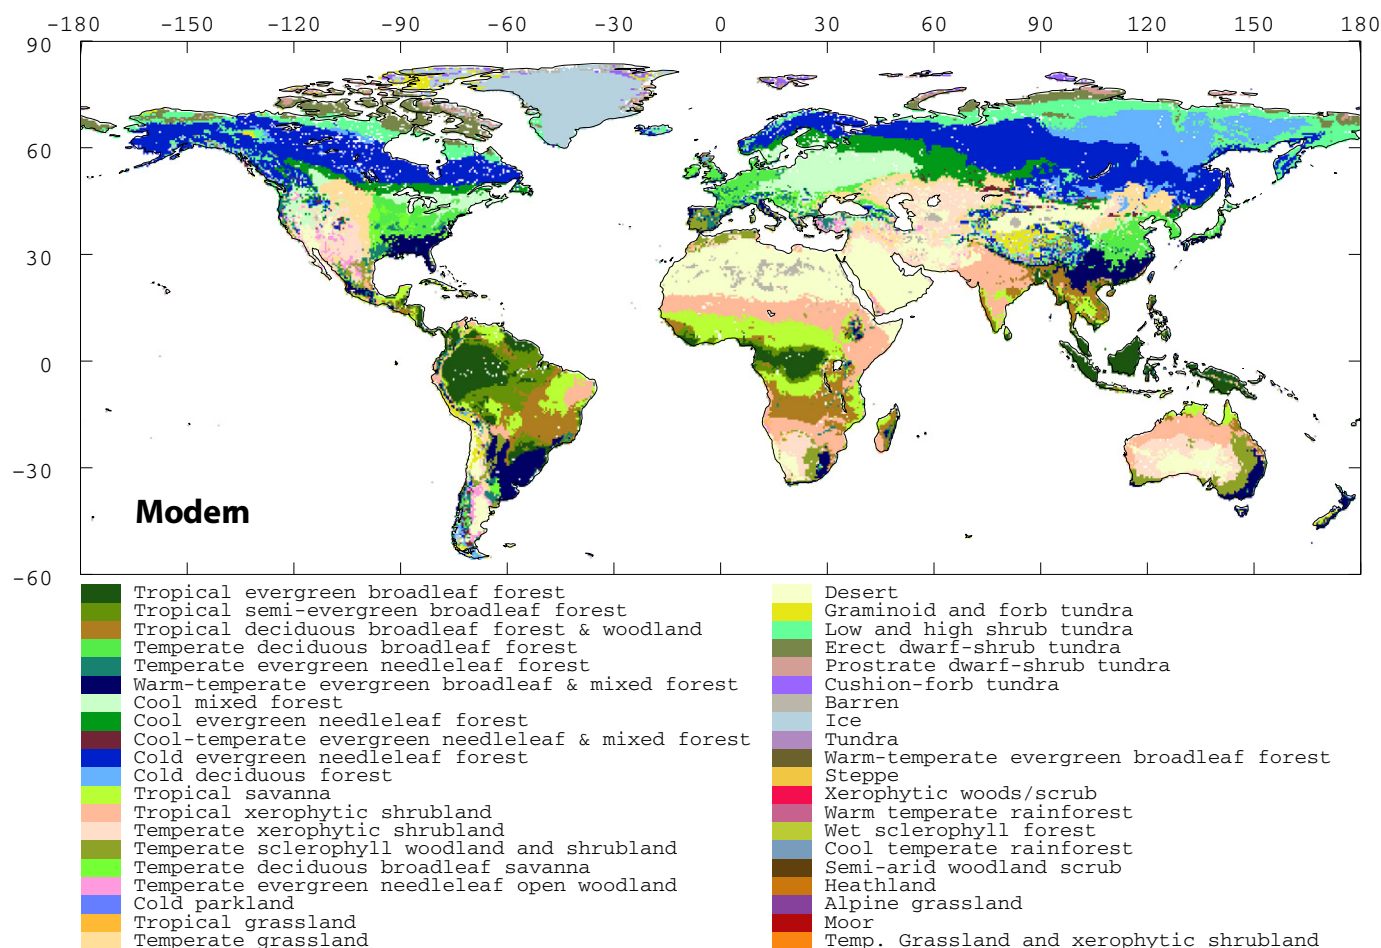 -180 -150 -120 -90 -60 -30 0 30 60 90 120 150 180
90
60
30
0
-30
-60
Modern
Tropical evergreen broadleaf forest
Tropical semi-evergreen broadleaf forest
Tropical deciduous broadleaf forest & woodland
Temperate deciduous broadleaf forest
Temperate evergreen needleleaf forest
Warm-temperate evergreen broadleaf & mixed forest
Cool mixed forest
Cool evergreen needleleaf forest
Cool-temperate evergreen needleleaf & mixed forest
Cold evergreen needleleaf forest
Cold deciduous forest
Tropical savanna
Tropical xerophytic shrubland
Temperate xerophytic shrubland
Temperate sclerophyll woodland and shrubland
Temperate deciduous broadleaf savanna
Temperate evergreen needleleaf open woodland
Cold parkland
Tropical grassland
Temperate grassland
Desert
Graminoid and forb tundra
Low and high shrub tundra
Erect dwarf-shrub tundra
Prostrate dwarf-shrub tundra
Cushion-forb tundra
Barren
Ice
Tundra
Warm-temperate evergreen broadleaf forest
Steppe
Xerophytic woods/scrub
Warm temperate rainforest
Wet sclerophyll forest
Cool temperate rainforest
Semi-arid woodland scrub
Heathland
Alpine grassland
Moor
Temp. Grassland and xerophytic shrubland